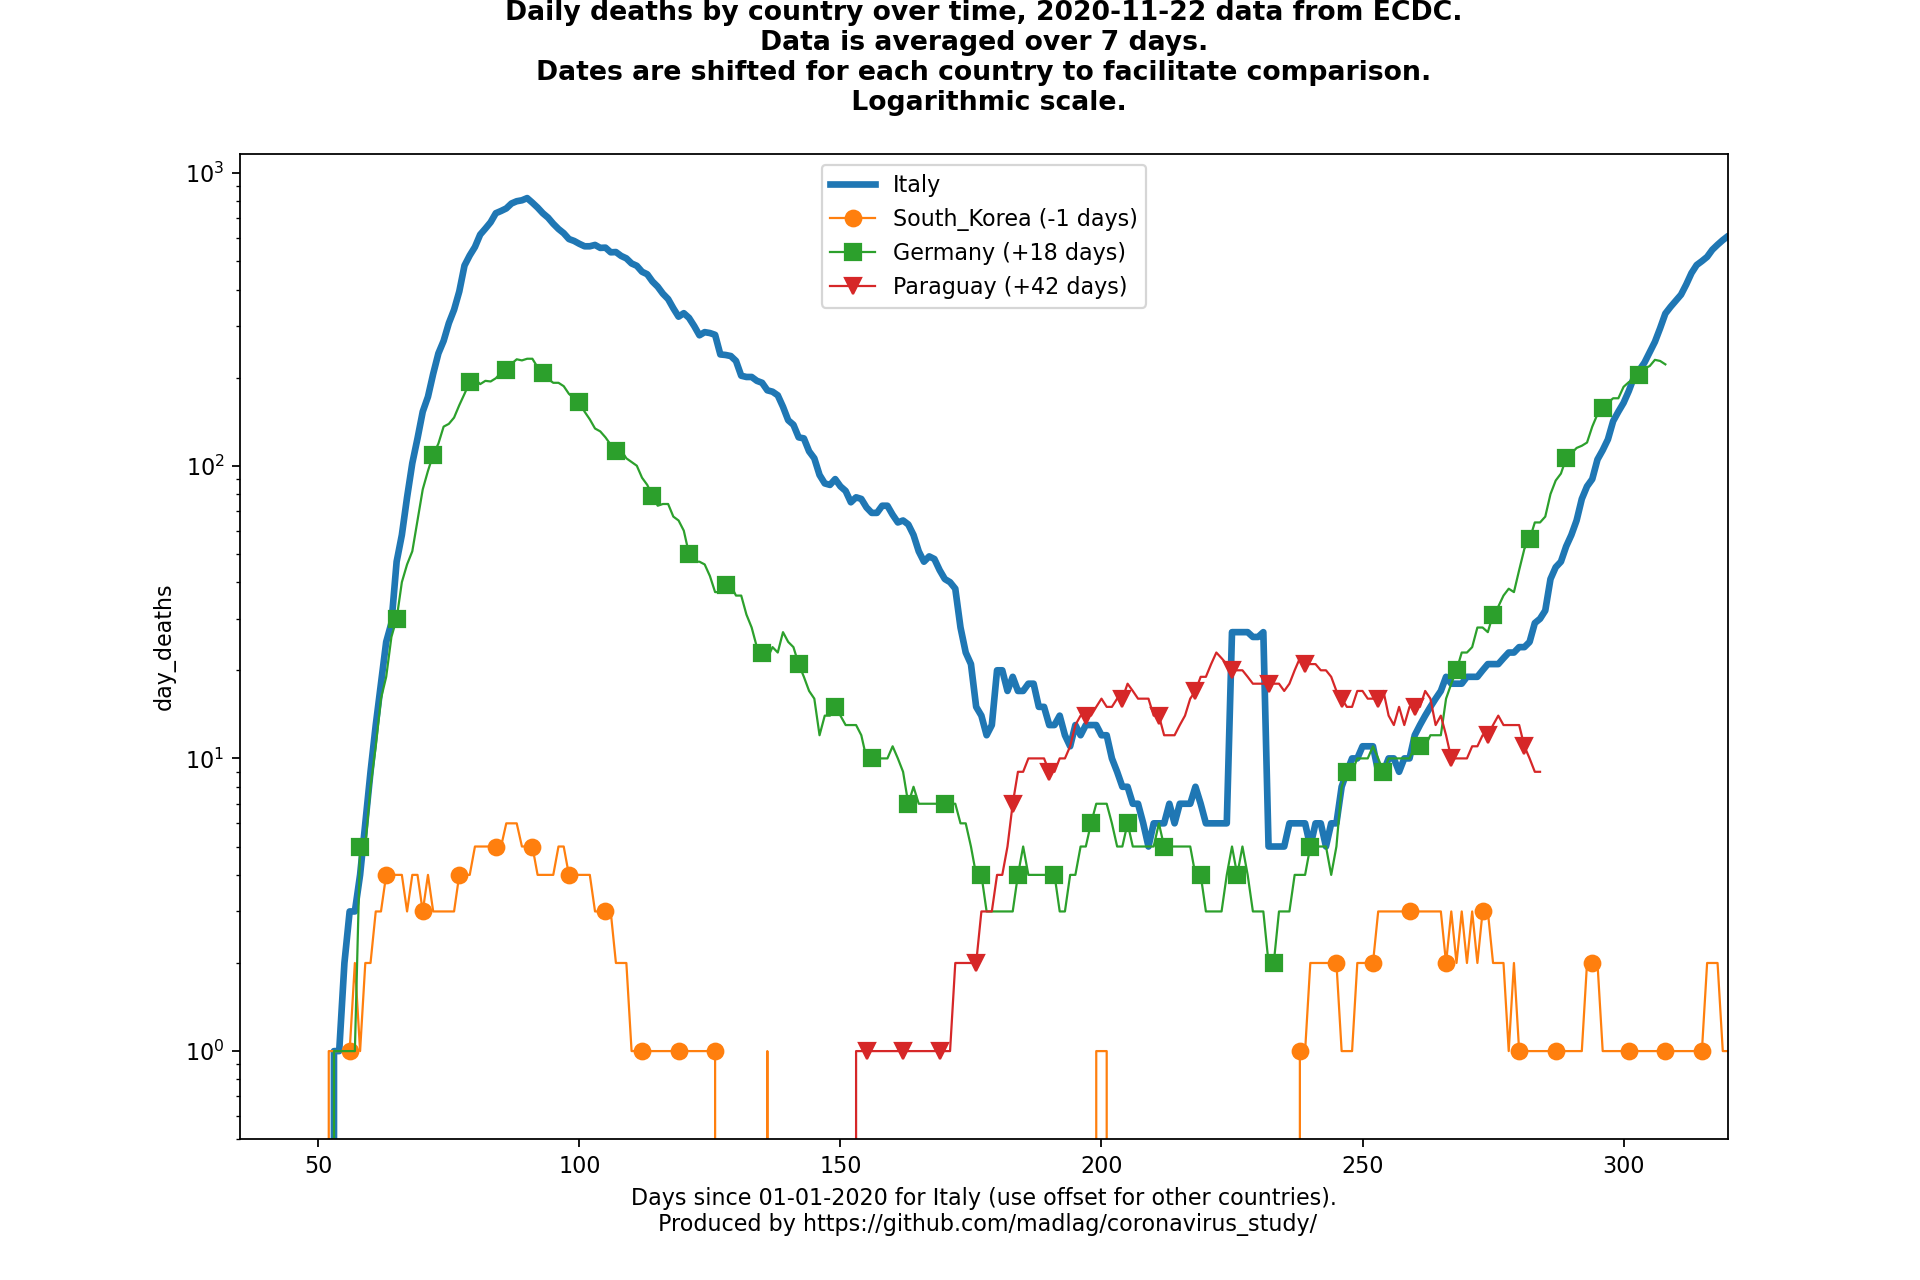 Daily deaths by country over time, 2020-11-22 data from ECDC.
Data is averaged over 7 days.
Dates are shifted for each country to facilitate comparison.
Logarithmic scale.
10³
10²
10¹
10⁰
day_deaths
Italy
South_Korea (-1 days)
Germany (+18 days)
Paraguay (+42 days)
50 100 150 200 250 300
Days since 01-01-2020 for Italy (use offset for other countries).
Produced by https://github.com/madlag/coronavirus_study/